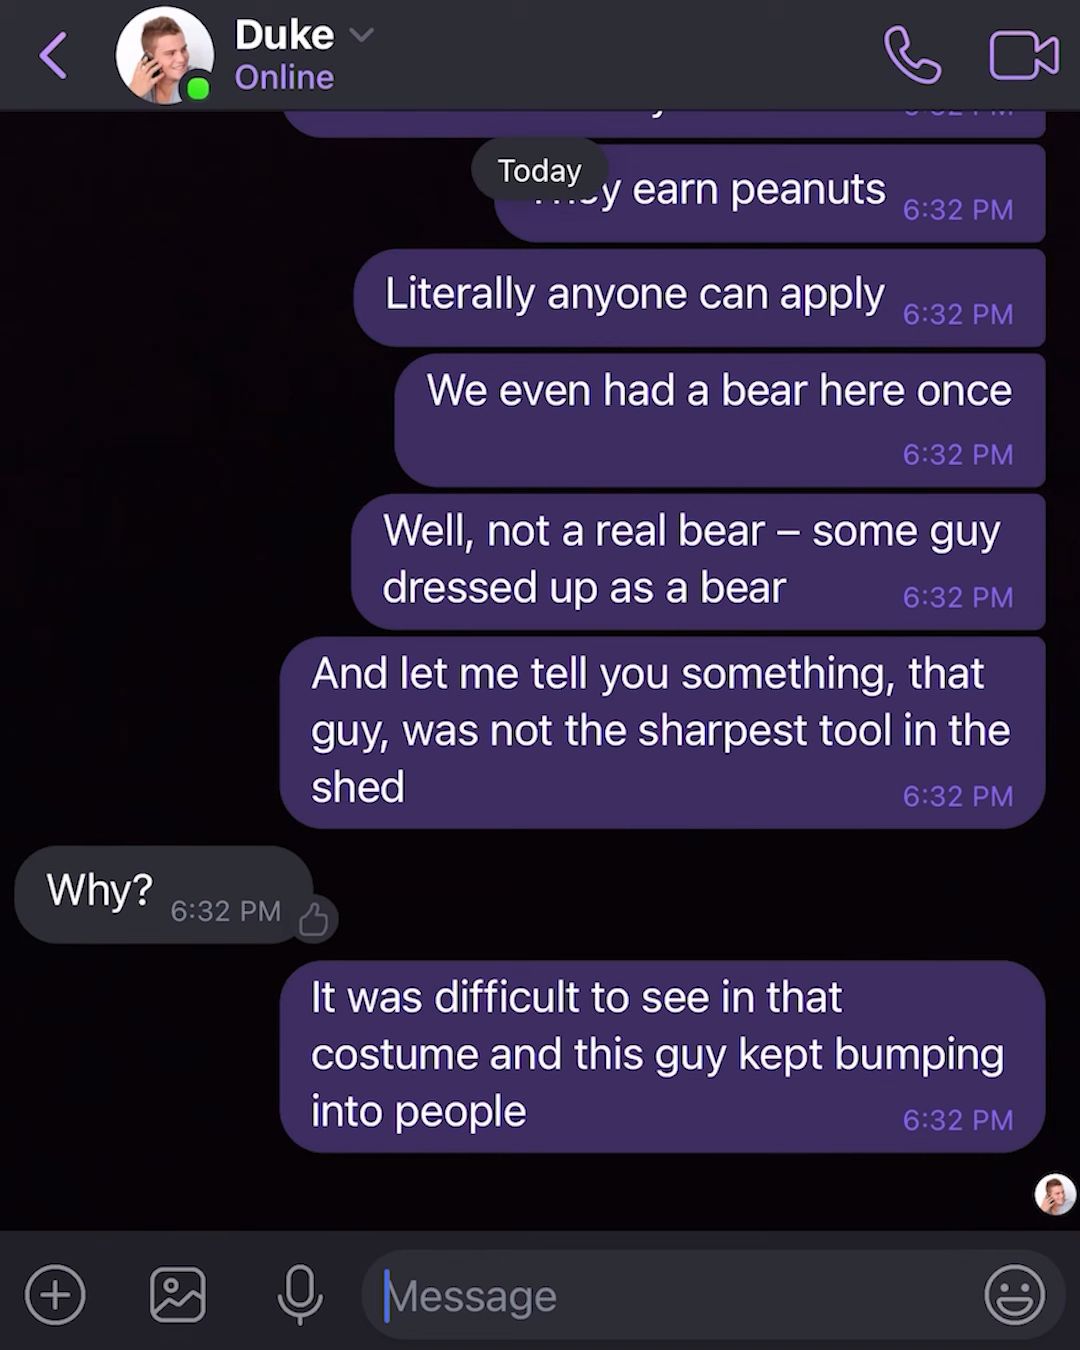 Duke
Online
Today
earn peanuts
6:32 PM
Literally anyone can apply
6:32 PM
We even had a bear here once
6:32 PM
Well, not a real bear – some guy
dressed up as a bear
6:32 PM
And let me tell you something, that
guy, was not the sharpest tool in the
shed
6:32 PM
Why?
6:32 PM
It was difficult to see in that
costume and this guy kept bumping
into people
6:32 PM
Message